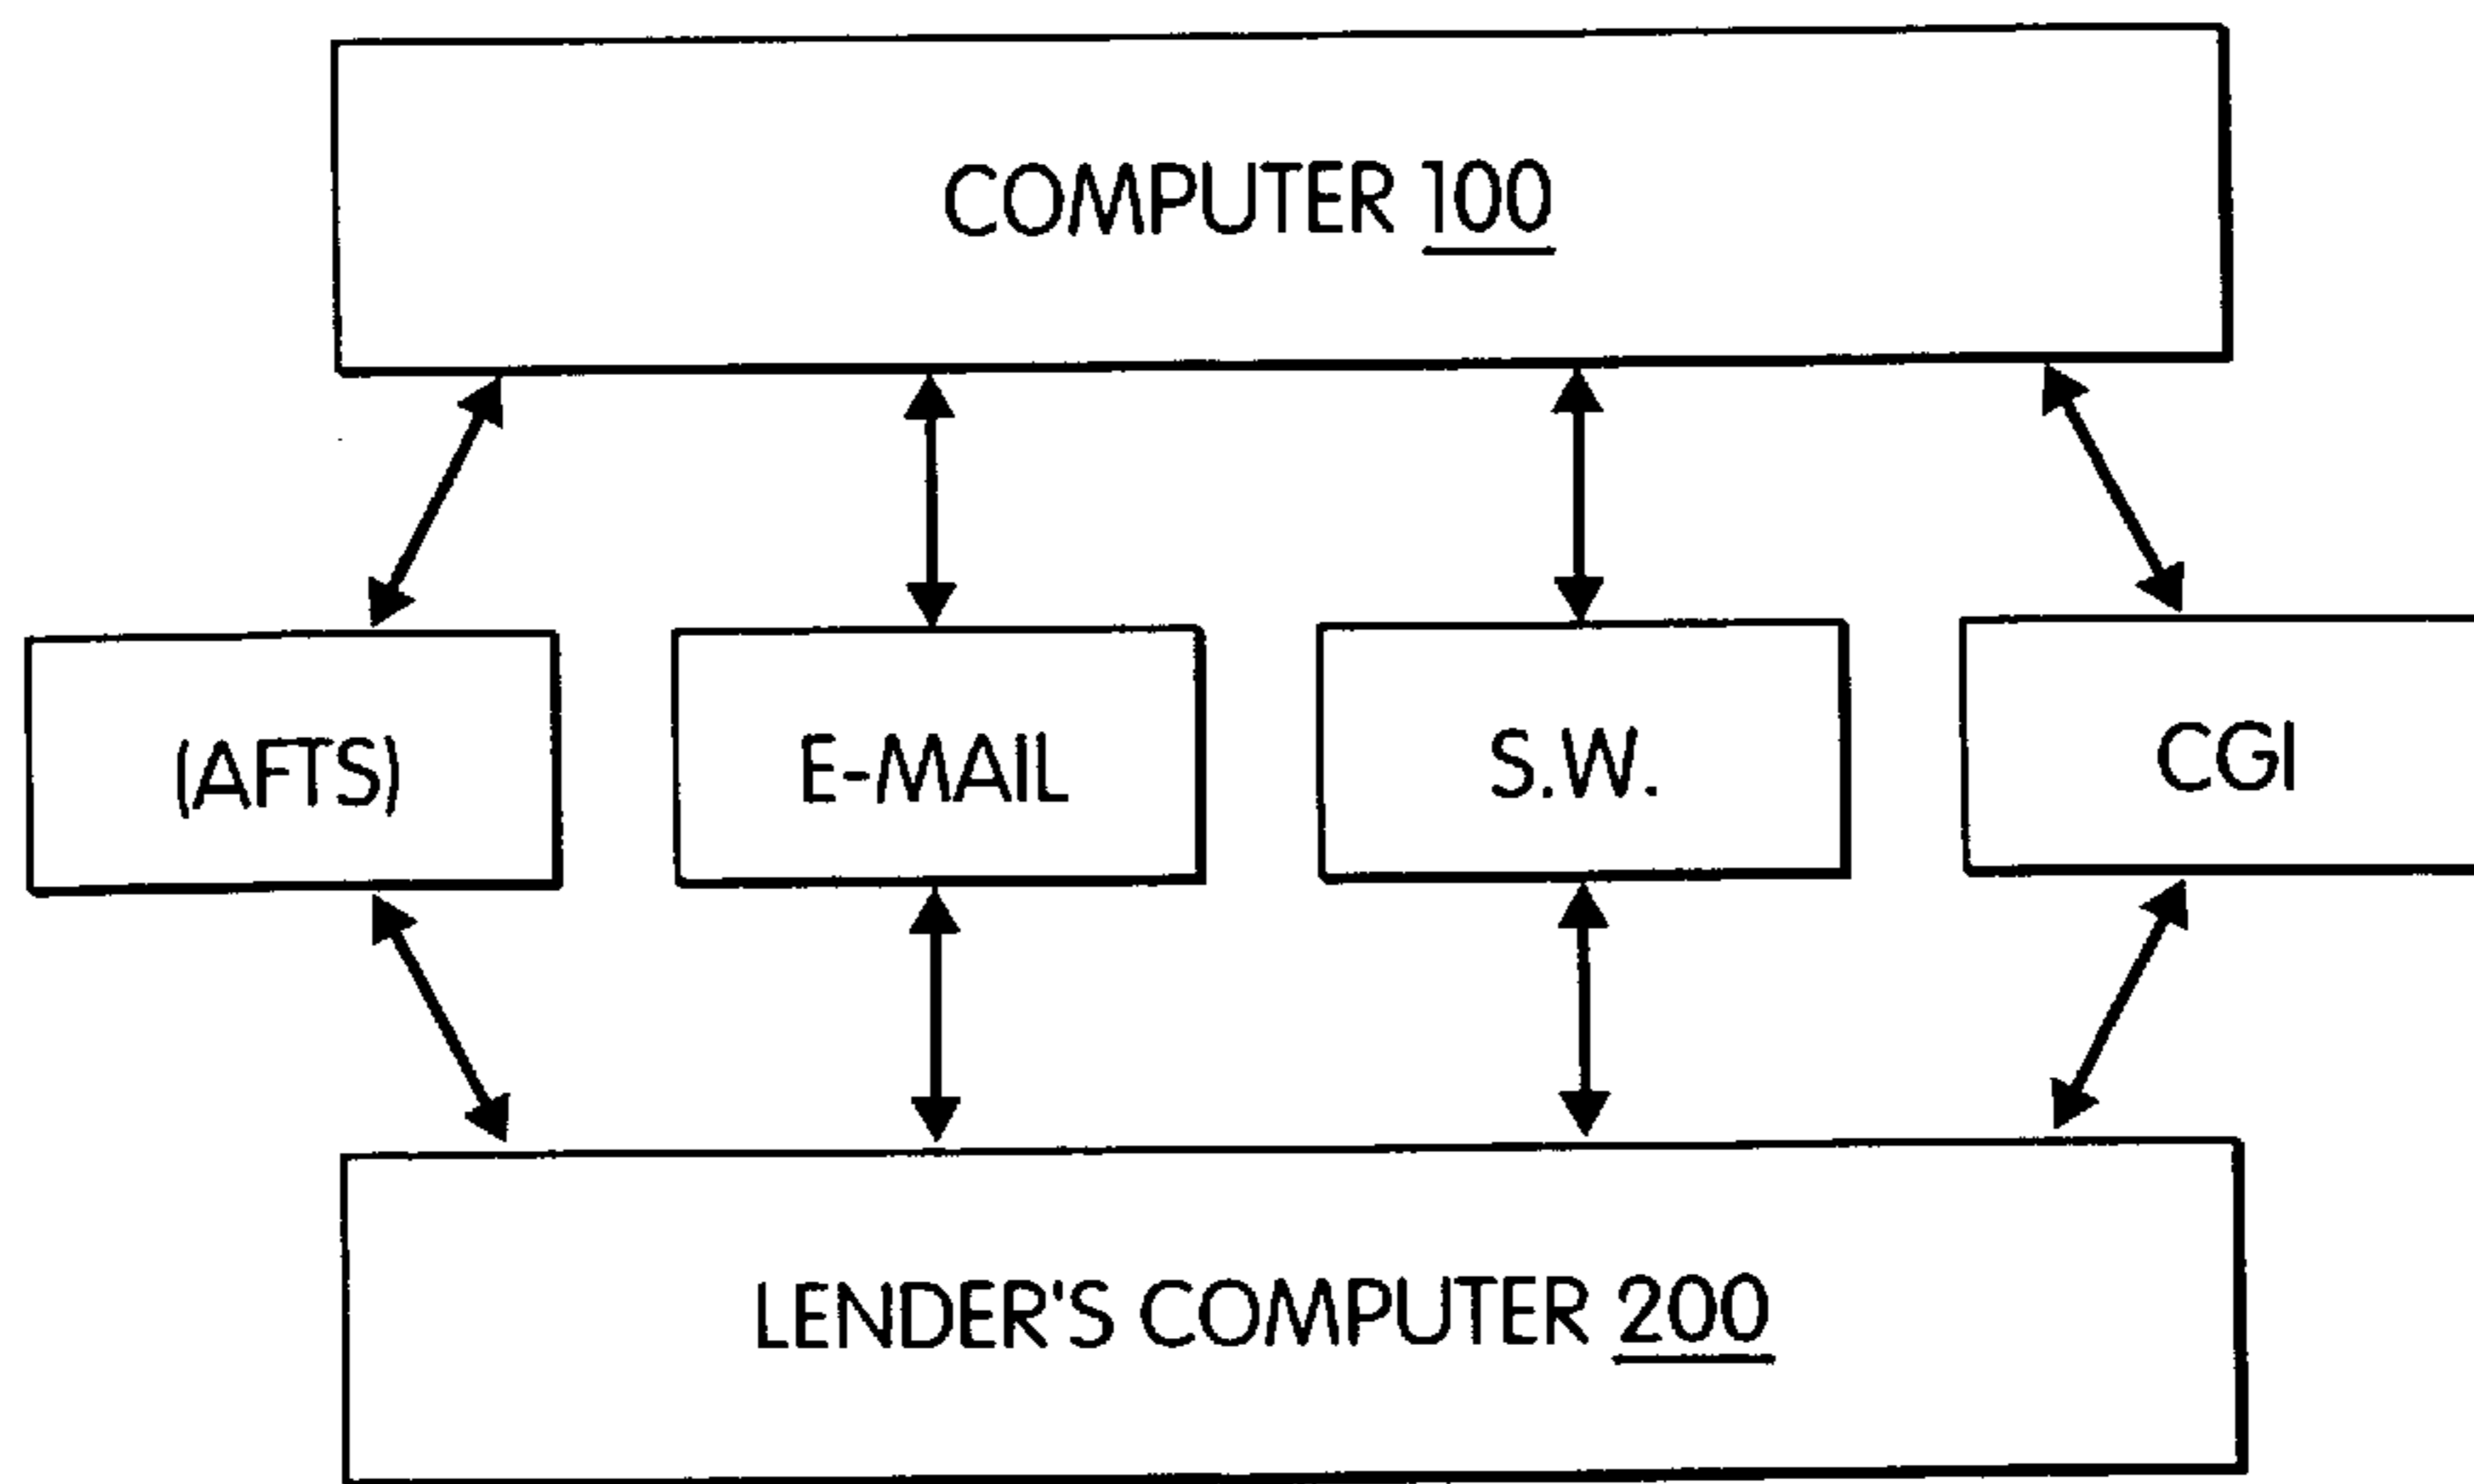 COMPUTER 100
(AFTS)
E-MAIL
S.W.
CGI
LENDER'S COMPUTER 200